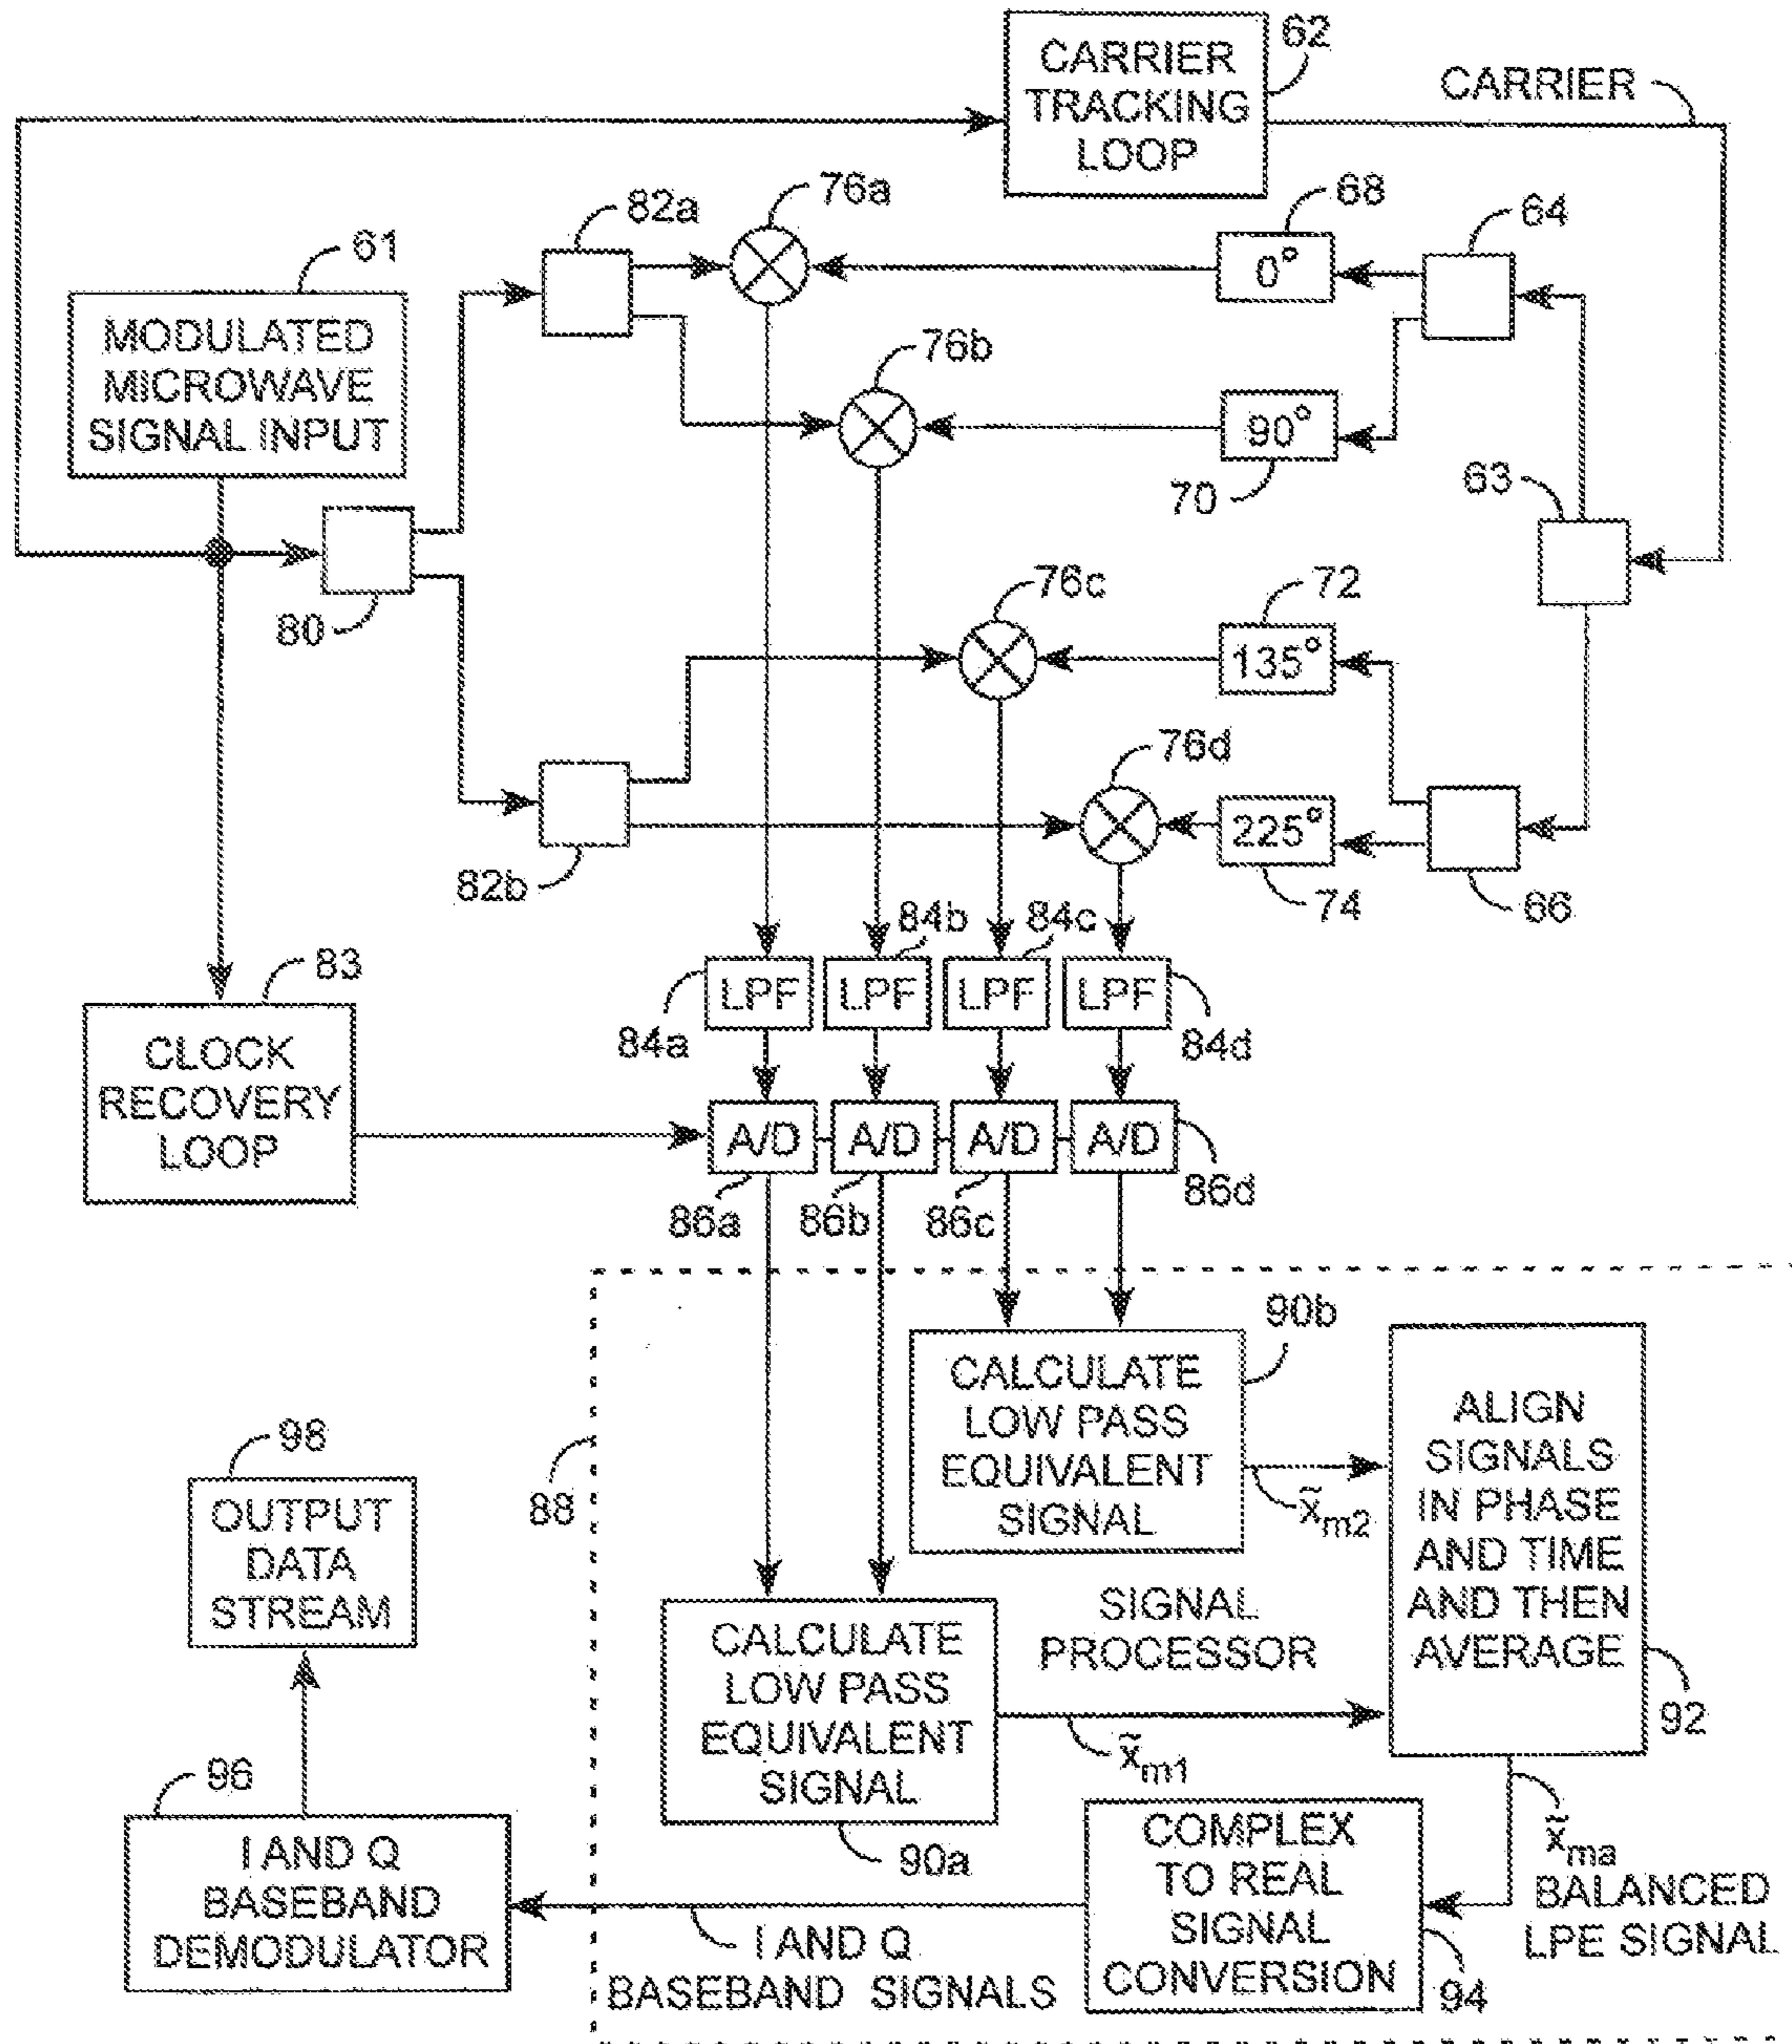 62
CARRIER
TRACKING
LOOP
CARRIER
76a
68
64
82a
0°
61
MODULATED
MICROWAVE
SIGNAL INPUT
76b
90°
70
63
80
76c
72
135°
76d
225°
82b
74
66
83
84b
84c
LPF
LPF
LPF
LPF
84a
84d
CLOCK
RECOVERY
LOOP
A/D
A/D
A/D
A/D
86a
86b
86c
86d
90b
CALCULATE
LOW PASS
EQUIVALENT
SIGNAL
x̃m2
ALIGN
SIGNALS
IN PHASE
AND TIME
AND THEN
AVERAGE
92
88
98
OUTPUT
DATA
STREAM
SIGNAL
PROCESSOR
CALCULATE
LOW PASS
EQUIVALENT
SIGNAL
x̃m1
90a
96
I AND Q
BASEBAND
DEMODULATOR
COMPLEX
TO REAL
SIGNAL
CONVERSION
94
x̃ma
BALANCED
LPE SIGNAL
I AND Q
BASEBAND SIGNALS